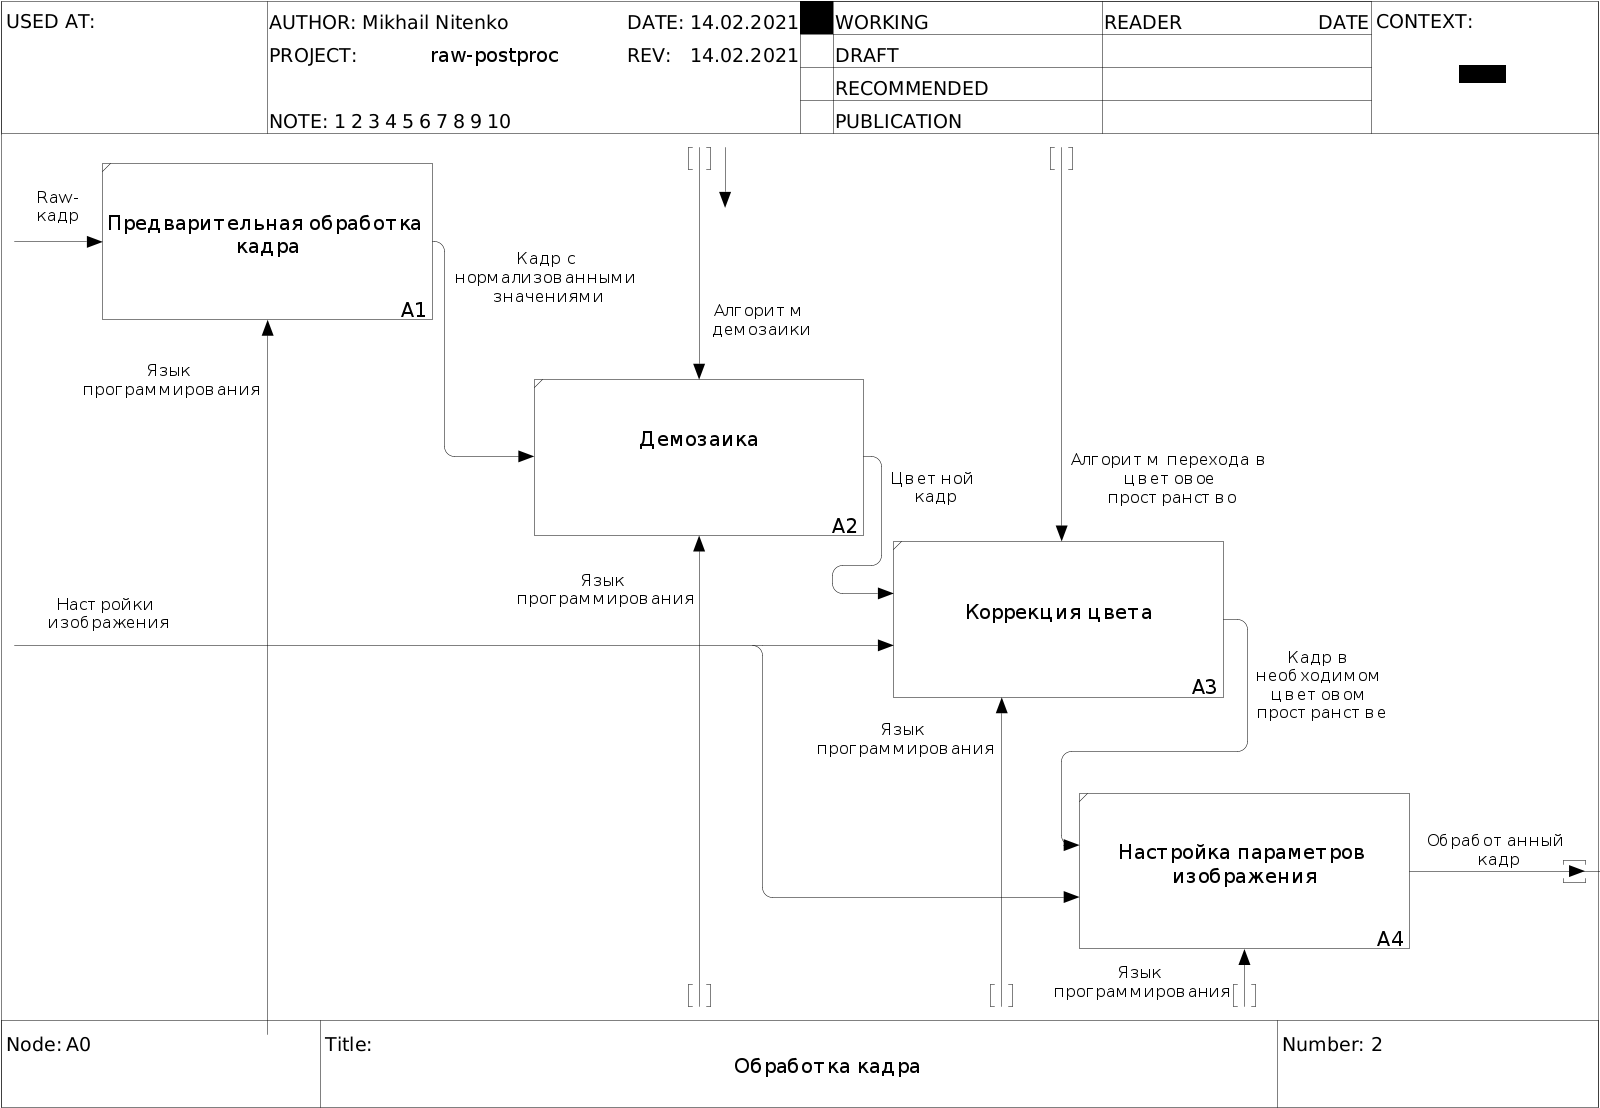 USED AT:
AUTHOR: Mikhail Nitenko
DATE: 14.02.2021
PROJECT: raw-postproc
REV: 14.02.2021
NOTE: 1 2 3 4 5 6 7 8 9 10
WORKING
DRAFT
RECOMMENDED
PUBLICATION
READER
DATE
CONTEXT:
Raw-
кадр
Предварительная обработка
кадра
A1
Кадр с
нормализованными
значениями
Алгоритм
демозаики
Язык
программирования
Демозаика
A2
Цветной
кадр
Алгоритм перехода в
цветовое
пространство
Язык
программирования
Настройки
изображения
Коррекция цвета
A3
Кадр в
необходимом
цветовом
пространстве
Язык
программирования
Настройка параметров
изображения
A4
Обработанный
кадр
Язык
программирования
Node: A0
Title:
Обработка кадра
Number: 2